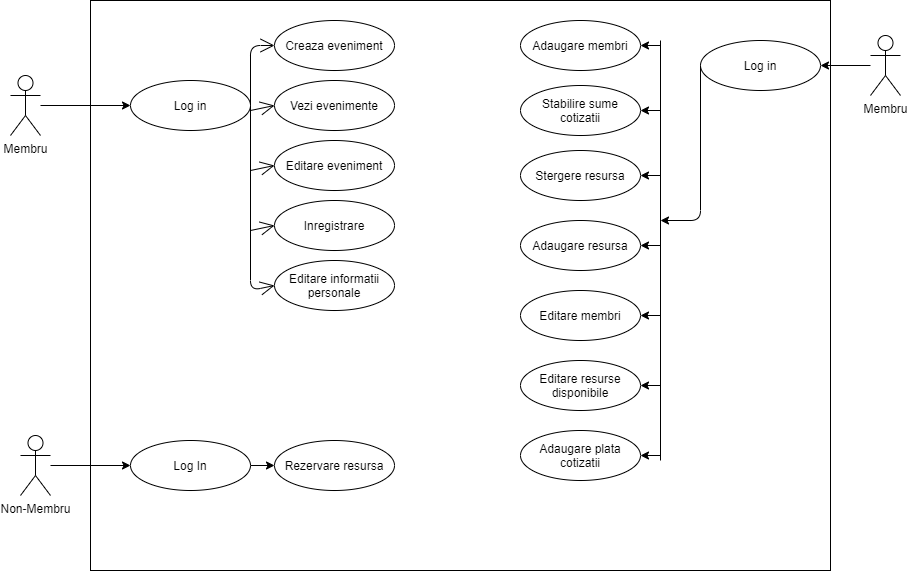 Creaza eveniment
Log in
Vezi evenimente
Membru
Editare eveniment
Inregistrare
Editare informatii
personale
Adaugare membri
Log in
Membru
Stabilire sume
cotizatii
Stergere resursa
Adaugare resursa
Editare membri
Editare resurse
disponibile
Adaugare plata
cotizatii
Log In
Rezervare resursa
Non-Membru